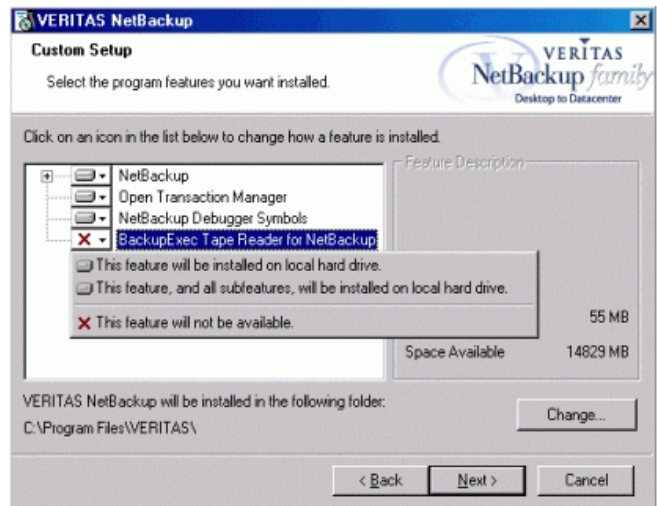 VERITAS NetBackup
Custom Setup
Select the program features you want installed.
VERITAS
NetBackup family
Desktop to Datacenter
Click on an icon in the list below to change how a feature is installed.
Feature Description
NetBackup
Open Transaction Manager
NetBackup Debugger Symbols
BackupExec Tape Reader for NetBackup
This feature will be installed on local hard drive.
This feature, and all subfeatures, will be installed on local hard drive.
This feature will not be available.
55 MB
Space Available 14829 MB
VERITAS NetBackup will be installed in the following folder:
C:\Program Files\VERITAS\
Change...
< Back Next > Cancel